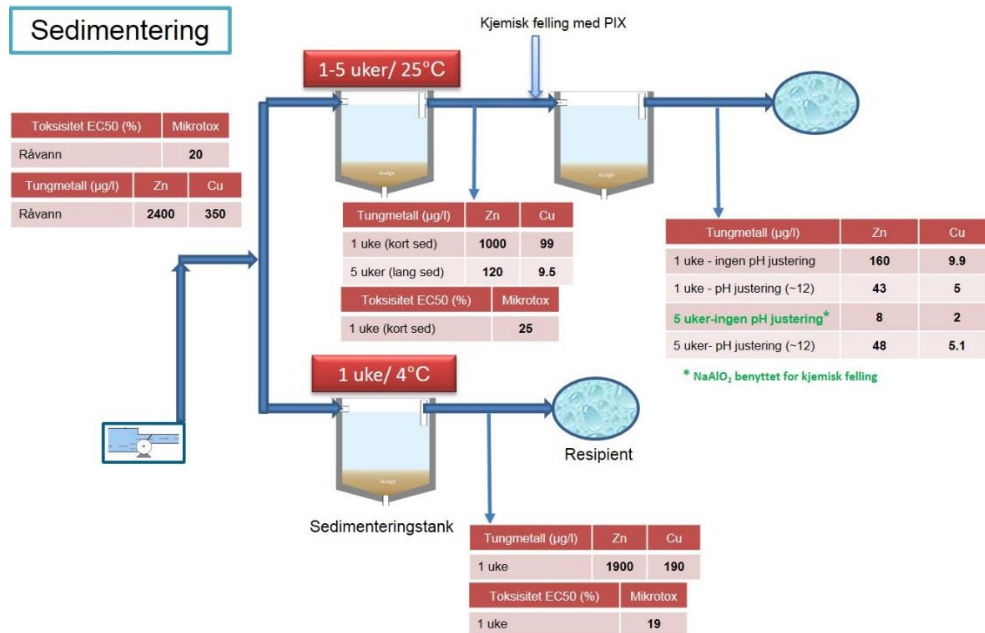 Sedimentering
Kjemisk felling med PIX
1-5 uker/ 25°C
Toksisitet EC50 (%) Mikrotox
Råvann 20
Tungmetall (µg/l) Zn Cu
Råvann 2400 350
Tungmetall (µg/l) Zn Cu
1 uke (kort sed) 1000 99
5 uker (lang sed) 120 9.5
Toksisitet EC50 (%) Mikrotox
1 uke (kort sed) 25
Tungmetall (µg/l) Zn Cu
1 uke - ingen pH justering 160 9.9
1 uke - pH justering (~12) 43 5
5 uker-ingen pH justering* 8 2
5 uker- pH justering (~12) 48 5.1
* NaAlO₂ benyttet for kjemisk felling
1 uke/ 4°C
Resipient
Sedimenteringstank
Tungmetall (µg/l) Zn Cu
1 uke 1900 190
Toksisitet EC50 (%) Mikrotox
1 uke 19